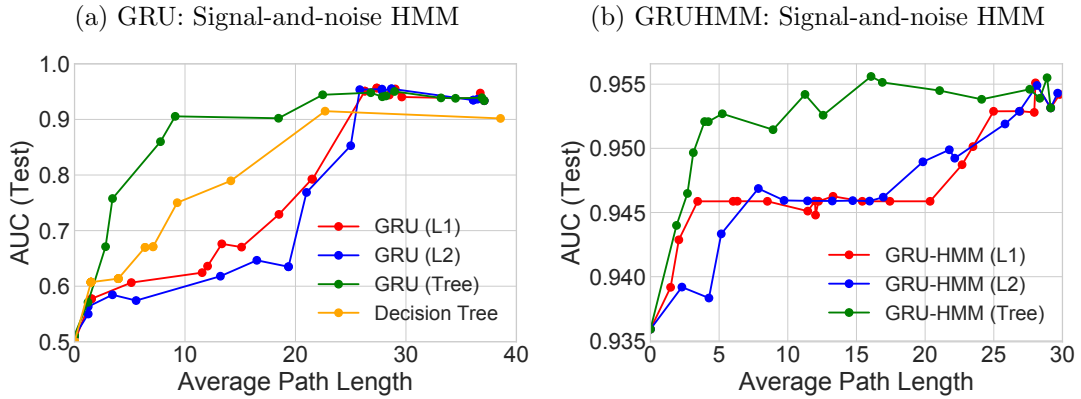 (a) GRU: Signal-and-noise HMM
1.0
0.9
0.8
0.7
0.6
0.5
AUC (Test)
GRU (L1)
GRU (L2)
GRU (Tree)
Decision Tree
0
10
20
30
40
Average Path Length
(b) GRUHMM: Signal-and-noise HMM
0.955
0.950
0.945
0.940
0.935
AUC (Test)
GRU-HMM (L1)
GRU-HMM (L2)
GRU-HMM (Tree)
0
5
10
15
20
25
30
Average Path Length